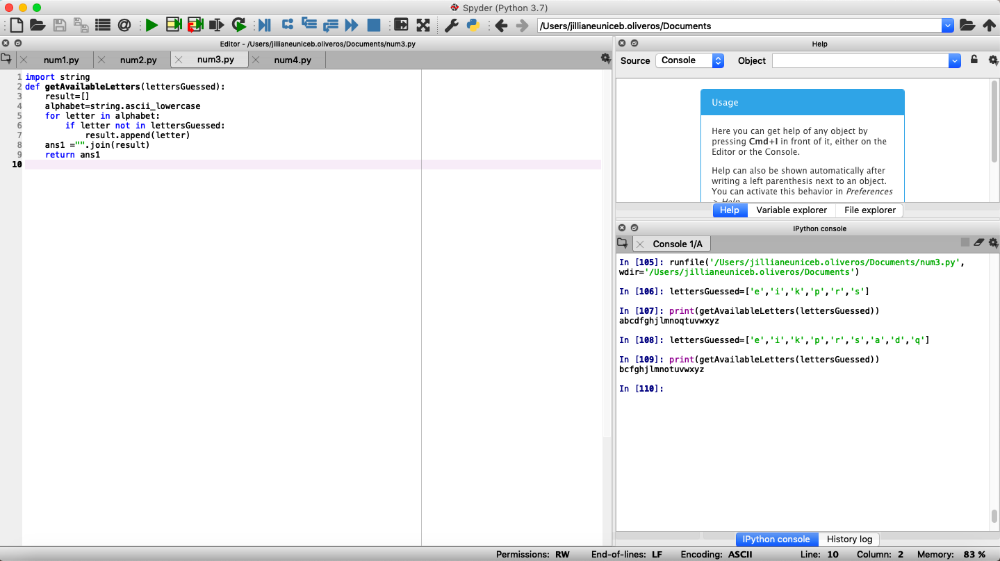 Spyder (Python 3.7)
/Users/jillianeuniceb.oliveros/Documents
Editor - /Users/jillianeuniceb.oliveros/Documents/num3.py
num1.py num2.py num3.py num4.py
1 import string
2 def getAvailableLetters(lettersGuessed):
3     result=[]
4     alphabet=string.ascii_lowercase
5     for letter in alphabet:
6         if letter not in lettersGuessed:
7             result.append(letter)
8     ans1 ="".join(result)
9     return ans1
10
Help
Source Console Object
Usage
Here you can get help of any object by
pressing Cmd+I in front of it, either on the
Editor or the Console.
Help can also be shown automatically after
writing a left parenthesis next to an object.
You can activate this behavior in Preferences
> Help
Help Variable explorer File explorer
IPython console
Console 1/A
In [105]: runfile('/Users/jillianeuniceb.oliveros/Documents/num3.py',
wdir='/Users/jillianeuniceb.oliveros/Documents')
In [106]: lettersGuessed=['e','i','k','p','r','s']
In [107]: print(getAvailableLetters(lettersGuessed))
abcdfghjlmnoqtuvwxyz
In [108]: lettersGuessed=['e','i','k','p','r','s','a','d','q']
In [109]: print(getAvailableLetters(lettersGuessed))
bcfghjlmnotuvwxyz
In [110]:
IPython console History log
Permissions: RW End-of-lines: LF Encoding: ASCII Line: 10 Column: 2 Memory: 83 %